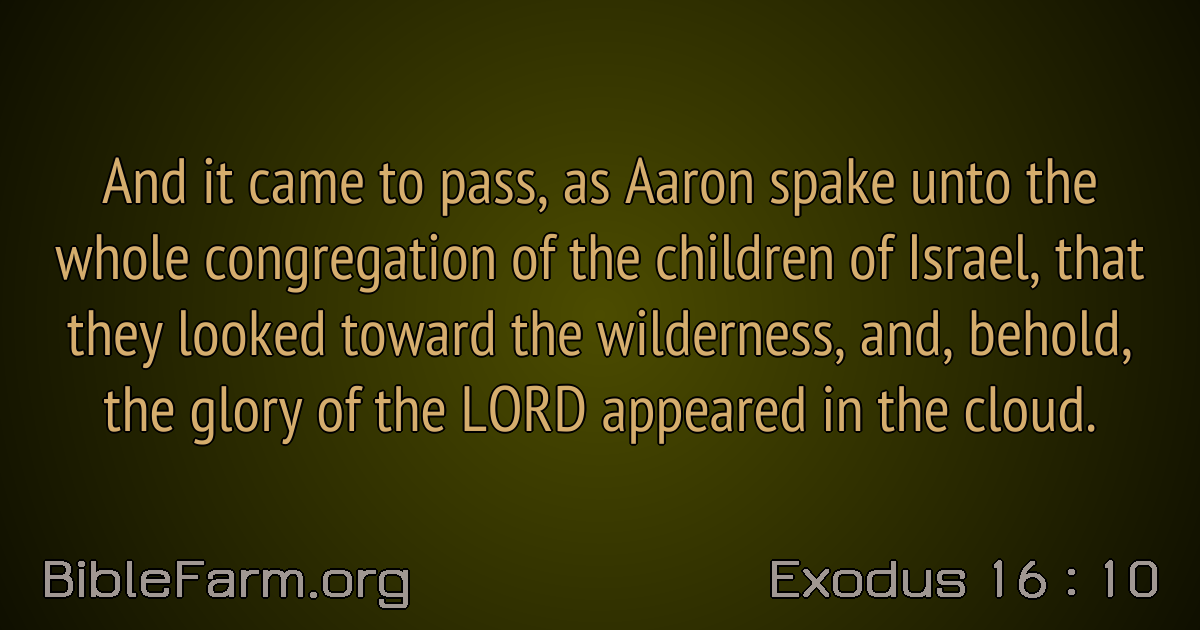 And it came to pass, as Aaron spake unto the
whole congregation of the children of Israel, that
they looked toward the wilderness, and, behold,
the glory of the LORD appeared in the cloud.
BibleFarm.org
Exodus 16 : 10